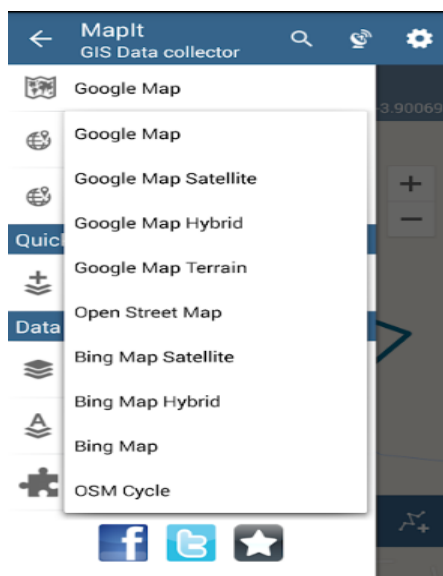 MapIt
GIS Data collector
Google Map
-3.90069
Google Map
Google Map Satellite
Google Map Hybrid
Quick
Google Map Terrain
Open Street Map
Data
Bing Map Satellite
Bing Map Hybrid
Bing Map
OSM Cycle